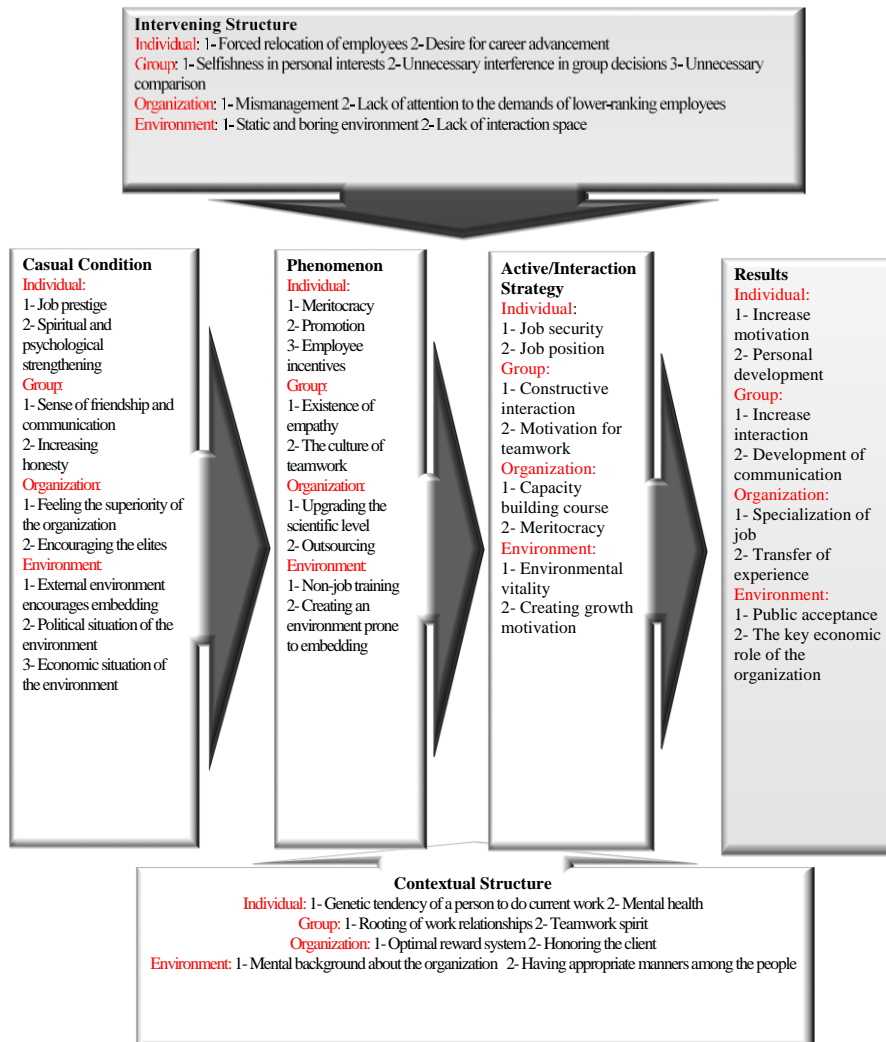 Intervening Structure
Individual: 1- Forced relocation of employees 2- Desire for career advancement
Group: 1- Selfishness in personal interests 2- Unnecessary interference in group decisions 3- Unnecessary
comparison
Organization: 1- Mismanagement 2- Lack of attention to the demands of lower-ranking employees
Environment: 1- Static and boring environment 2- Lack of interaction space
Casual Condition
Individual:
1- Job prestige
2- Spiritual and
psychological
strengthening
Group:
1- Sense of friendship and
communication
2- Increasing
honesty
Organization:
1- Feeling the superiority of
the organization
2- Encouraging the elites
Environment:
1- External environment
encourages embedding
2- Political situation of the
environment
3- Economic situation of
the environment
Phenomenon
Individual:
1- Meritocracy
2- Promotion
3- Employee
incentives
Group:
1- Existence of
empathy
2- The culture of
teamwork
Organization:
1- Upgrading the
scientific level
2- Outsourcing
Environment:
1- Non-job training
2- Creating an
environment prone
to embedding
Active/Interaction
Strategy
Individual:
1- Job security
2- Job position
Group:
1- Constructive
interaction
2- Motivation for
teamwork
Organization:
1- Capacity
building course
2- Meritocracy
Environment:
1- Environmental
vitality
2- Creating growth
motivation
Results
Individual:
1- Increase
motivation
2- Personal
development
Group:
1- Increase
interaction
2- Development of
communication
Organization:
1- Specialization of
job
2- Transfer of
experience
Environment:
1- Public acceptance
2- The key economic
role of the
organization
Contextual Structure
Individual: 1- Genetic tendency of a person to do current work 2- Mental health
Group: 1- Rooting of work relationships 2- Teamwork spirit
Organization: 1- Optimal reward system 2- Honoring the client
Environment: 1- Mental background about the organization 2- Having appropriate manners among the people